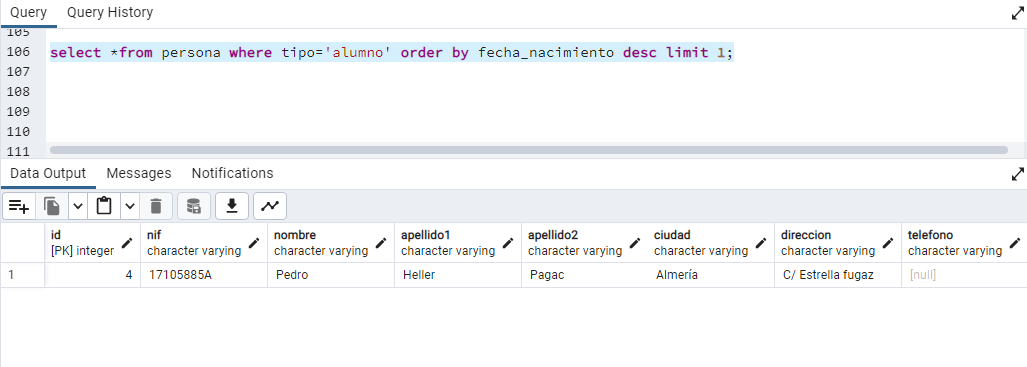 Query Query History
105
106 select *from persona where tipo='alumno' order by fecha_nacimiento desc limit 1;
107
108
109
110
111
Data Output Messages Notifications
id nif nombre apellido1 apellido2 ciudad direccion telefono
[PK] integer character varying character varying character varying character varying character varying character varying character varying
1 4 17105885A Pedro Heller Pagac Almería C/ Estrella fugaz [null]